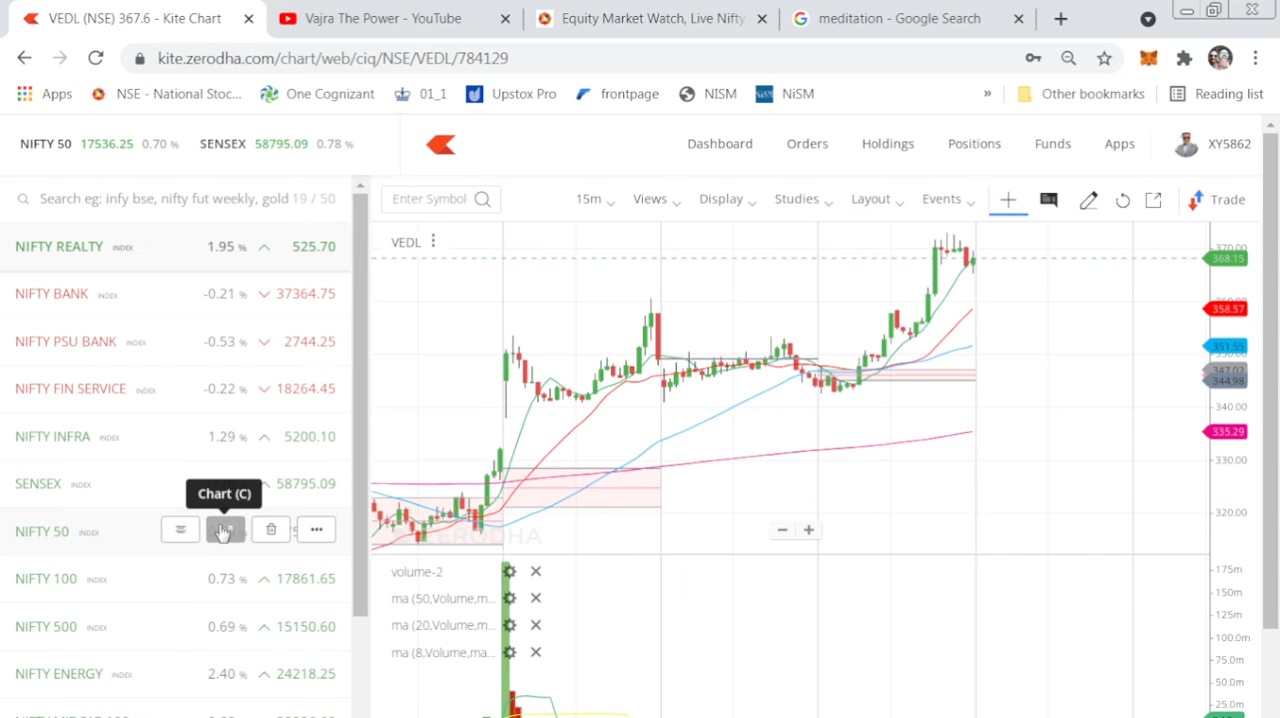 VEDL (NSE) 367.6 - Kite Chart
Vajra The Power - YouTube
Equity Market Watch, Live Nifty
meditation - Google Search
kite.zerodha.com/chart/web/ciq/NSE/VEDL/784129
Apps
NSE - National Stoc...
One Cognizant
01_1
Upstox Pro
frontpage
NISM
NiSM
»
Other bookmarks
Reading list
NIFTY 50 17536.25 0.70 %
SENSEX 58795.09 0.78 %
Dashboard
Orders
Holdings
Positions
Funds
Apps
XY5862
Search eg: infy bse, nifty fut weekly, gold 19 / 50
Enter Symbol
15m
Views
Display
Studies
Layout
Events
Trade
NIFTY REALTY INDEX 1.95 % 525.70
NIFTY BANK INDEX -0.21 % 37364.75
NIFTY PSU BANK INDEX -0.53 % 2744.25
NIFTY FIN SERVICE INDEX -0.22 % 18264.45
NIFTY INFRA INDEX 1.29 % 5200.10
SENSEX INDEX 58795.09
Chart (C)
NIFTY 50 INDEX
NIFTY 100 INDEX 0.73 % 17861.65
NIFTY 500 INDEX 0.69 % 15150.60
NIFTY ENERGY INDEX 2.40 % 24218.25
VEDL
370.00
368.15
358.57
351.55
347.02
344.98
340.00
335.29
330.00
320.00
ZERODHA
volume-2
ma (50,Volume,m...
ma (20,Volume,m...
ma (8,Volume,ma...
175m
150m
125m
100.0m
75.0m
50.0m
25.0m